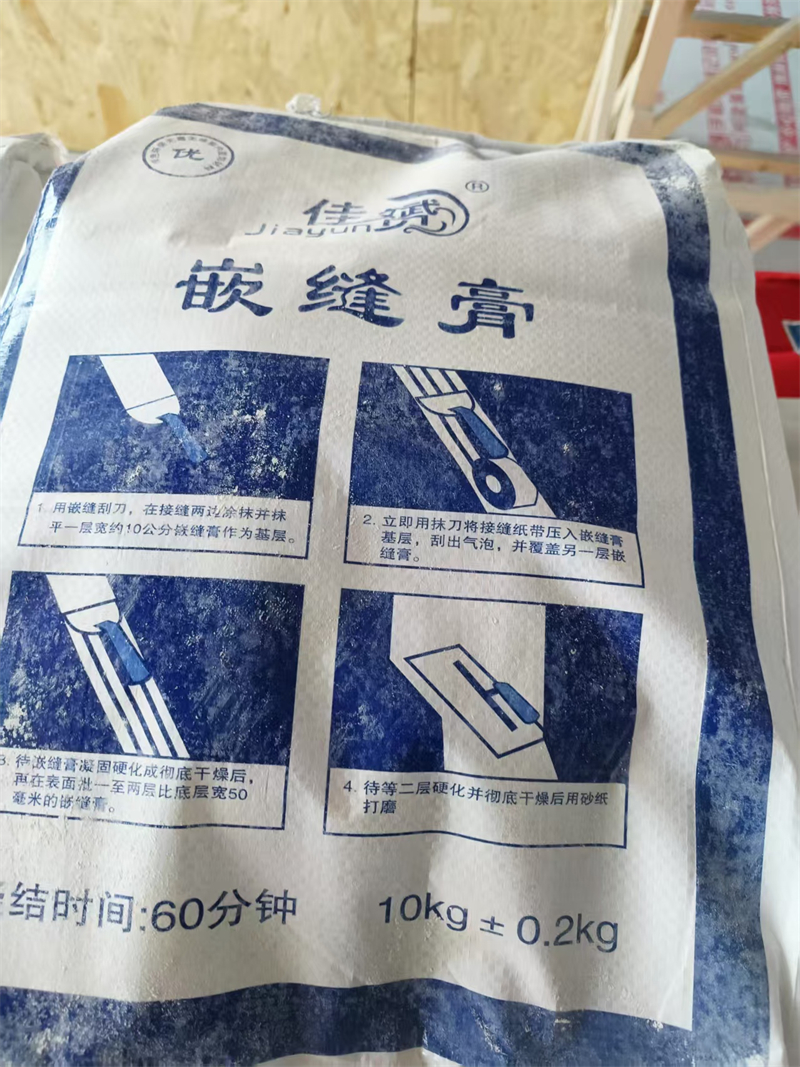 优
佳赟®
Jiayun
嵌缝膏
1. 用嵌缝刮刀，在接缝两边涂抹并抹
平一层宽约10公分嵌缝膏作为基层。
2. 立即用抹刀将接缝纸带压入嵌缝膏
基层，刮出气泡，并覆盖另一层嵌
缝膏。
3. 待嵌缝膏凝固硬化成彻底干燥后，
再在表面批一至两层比底层宽50
毫米的嵌缝膏。
4. 待等二层硬化并彻底干燥后用砂纸
打磨
结时间:60分钟
10kg ± 0.2kg